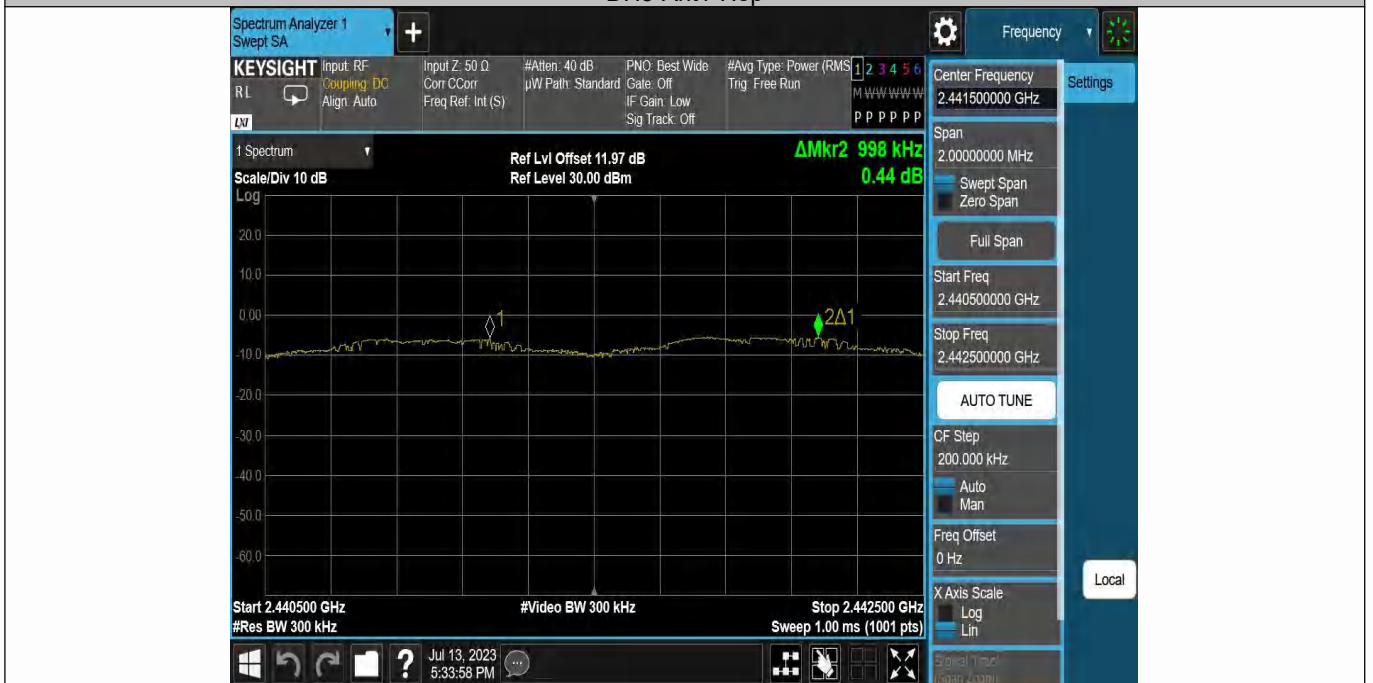 Spectrum Analyzer 1
Swept SA
+
Frequency
KEYSIGHT
RL
LXI
Input: RF
Coupling: DC
Align: Auto
Input Z: 50 Ω
Corr CCorr
Freq Ref: Int (S)
#Atten: 40 dB
µW Path: Standard
PNO: Best Wide
Gate: Off
IF Gain: Low
Sig Track: Off
#Avg Type: Power (RMS
Trig: Free Run
1 2 3 4 5 6
M W W W W W
P P P P P P
Settings
Center Frequency
2.441500000 GHz
Span
2.00000000 MHz
Swept Span
Zero Span
Full Span
Start Freq
2.440500000 GHz
Stop Freq
2.442500000 GHz
AUTO TUNE
CF Step
200.000 kHz
Auto
Man
Freq Offset
0 Hz
X Axis Scale
Log
Lin
Signal Track
(Span Zoom)
Local
1 Spectrum
Scale/Div 10 dB
Ref Lvl Offset 11.97 dB
Ref Level 30.00 dBm
ΔMkr2 998 kHz
0.44 dB
Log
20.0
10.0
0.00
-10.0
-20.0
-30.0
-40.0
-50.0
-60.0
1
2Δ1
Start 2.440500 GHz
#Video BW 300 kHz
Stop 2.442500 GHz
#Res BW 300 kHz
Sweep 1.00 ms (1001 pts)
?
Jul 13, 2023
5:33:58 PM